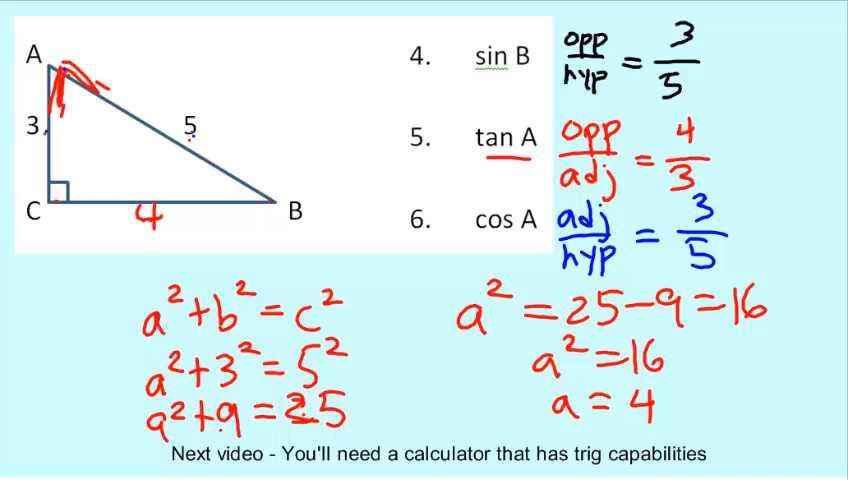 A
3
5
C
4
B
4. sin B opp/hyp = 3/5
5. tan A opp/adj = 4/3
6. cos A adj/hyp = 3/5
a² + b² = c²
a² + 3² = 5²
a² + 9 = 25
a² = 25 - 9 = 16
a² = 16
a = 4
Next video - You'll need a calculator that has trig capabilities